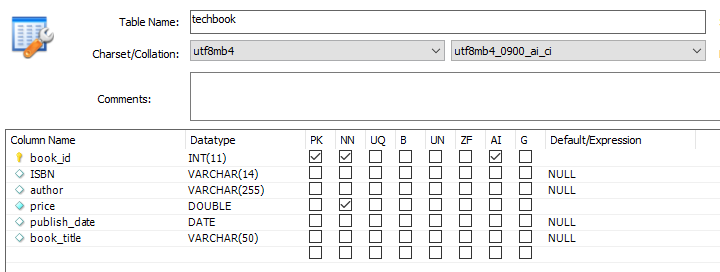 Table Name: techbook
Charset/Collation: utf8mb4 utf8mb4_0900_ai_ci
Comments:
Column Name Datatype PK NN UQ B UN ZF AI G Default/Expression
book_id INT(11)
ISBN VARCHAR(14) NULL
author VARCHAR(255) NULL
price DOUBLE
publish_date DATE NULL
book_title VARCHAR(50) NULL